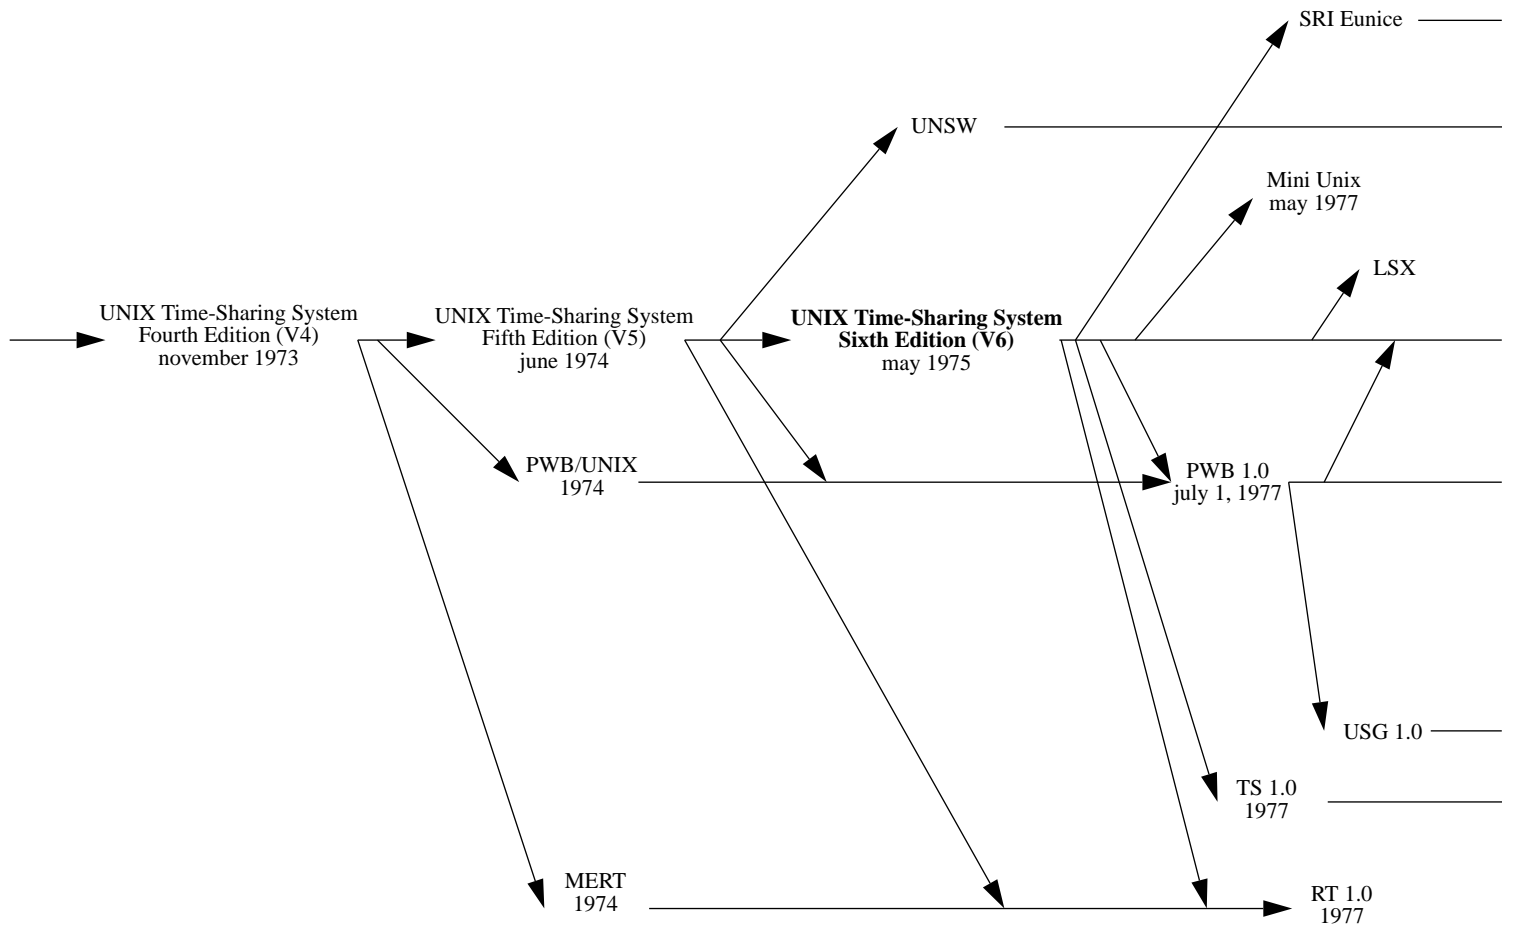 SRI Eunice
UNSW
Mini Unix
may 1977
LSX
UNIX Time-Sharing System
Fourth Edition (V4)
november 1973
UNIX Time-Sharing System
Fifth Edition (V5)
june 1974
UNIX Time-Sharing System
Sixth Edition (V6)
may 1975
PWB/UNIX
1974
PWB 1.0
july 1, 1977
USG 1.0
TS 1.0
1977
MERT
1974
RT 1.0
1977